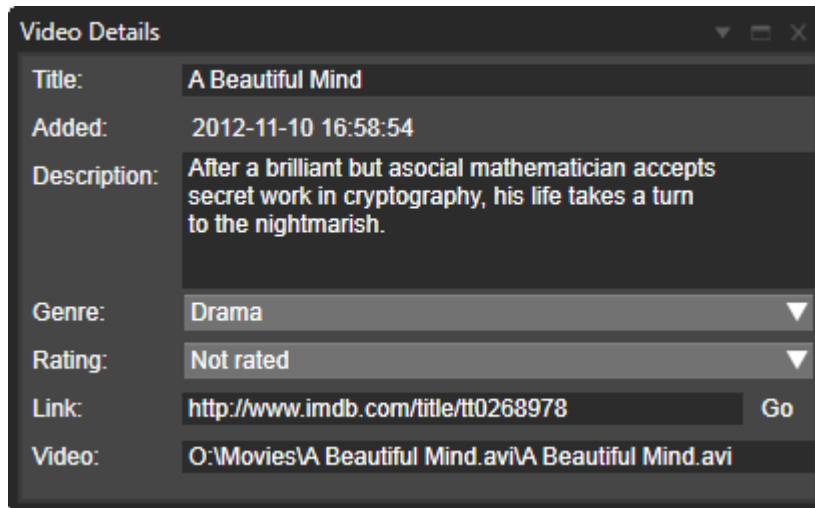 Video Details
Title: A Beautiful Mind
Added: 2012-11-10 16:58:54
Description: After a brilliant but asocial mathematician accepts
secret work in cryptography, his life takes a turn
to the nightmarish.
Genre: Drama
Rating: Not rated
Link: http://www.imdb.com/title/tt0268978 Go
Video: O:\Movies\A Beautiful Mind.avi\A Beautiful Mind.avi